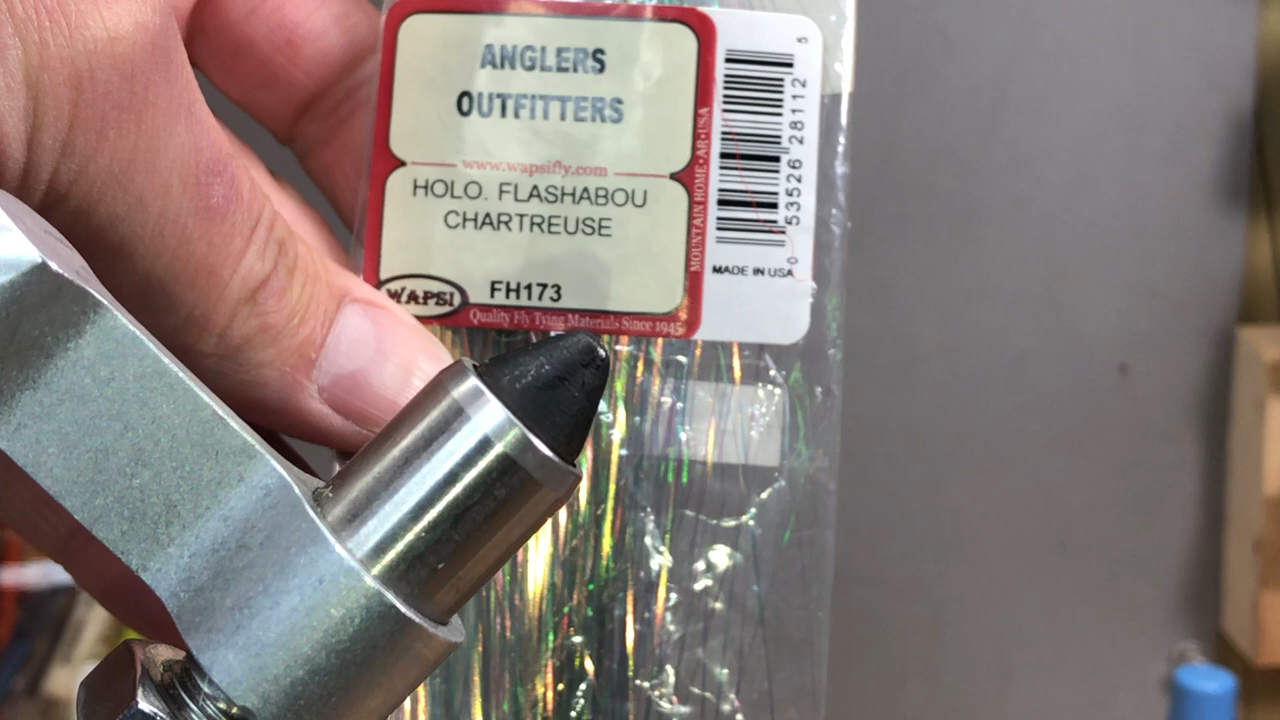 ANGLERS
OUTFITTERS
www.wapsifly.com
HOLO. FLASHABOU
CHARTREUSE
WAPSI
FH173
Quality Fly Tying Materials Since 1945
MOUNTAIN HOME•AR•USA
0 53526 28112 5
MADE IN USA